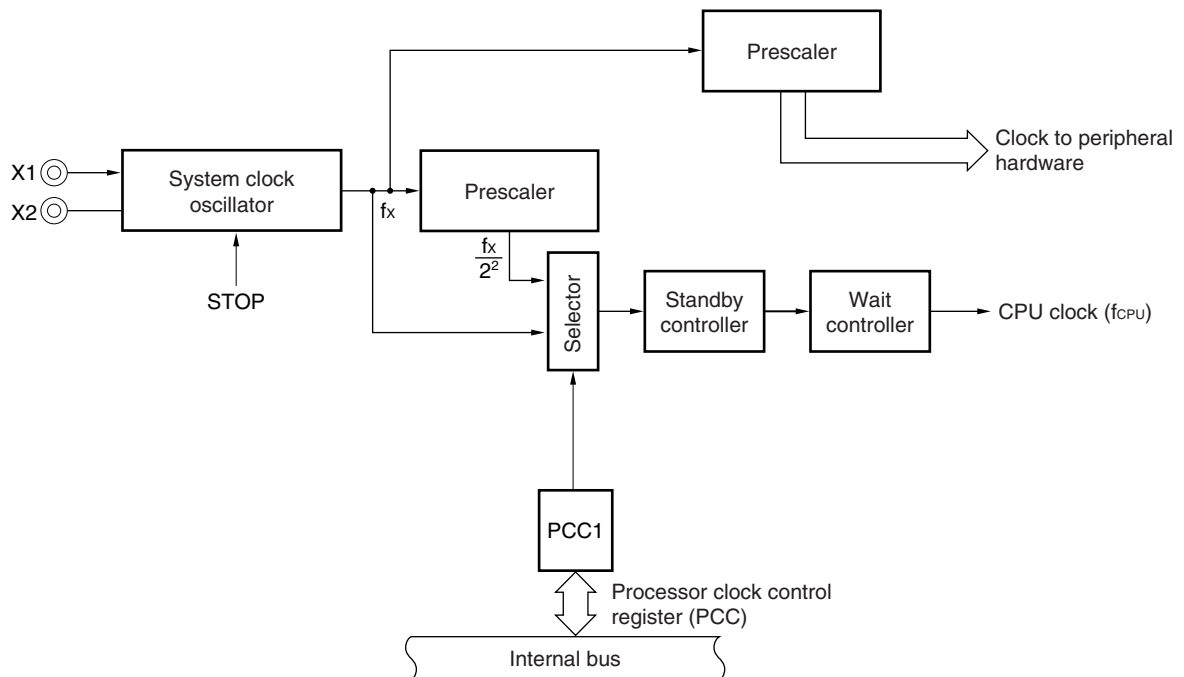 Prescaler
Clock to peripheral
hardware
X1
X2
System clock
oscillator
fX
Prescaler
fX
2²
STOP
Selector
Standby
controller
Wait
controller
CPU clock (fCPU)
PCC1
Processor clock control
register (PCC)
Internal bus